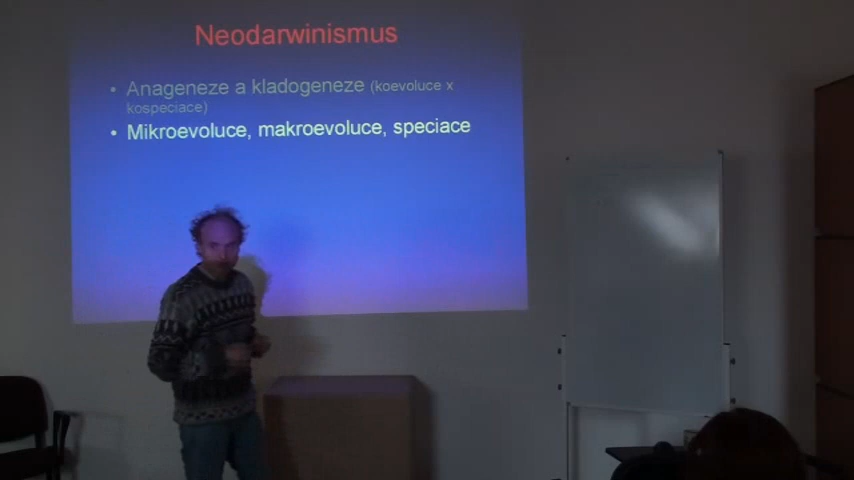 Neodarwinismus
• Anageneze a kladogeneze (koevoluce x
kospeciace)
• Mikroevoluce, makroevoluce, speciace